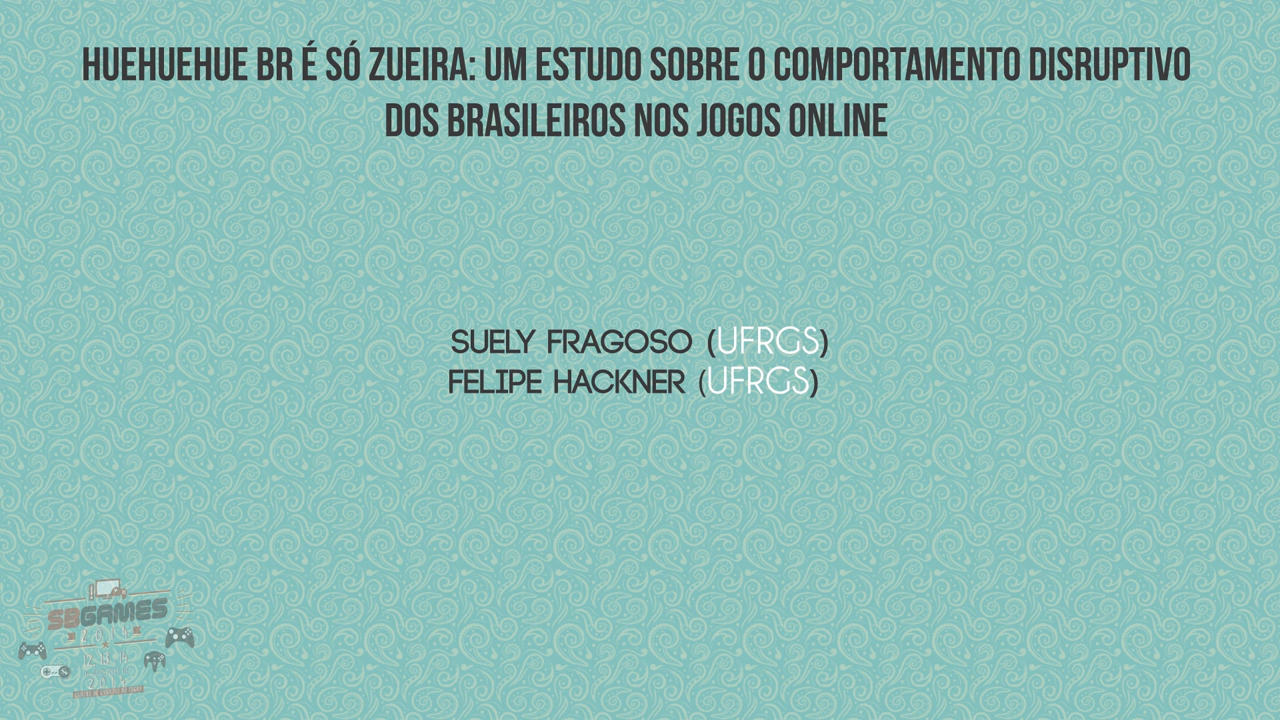 HUEHUEHUE BR É SÓ ZUEIRA: UM ESTUDO SOBRE O COMPORTAMENTO DISRUPTIVO
DOS BRASILEIROS NOS JOGOS ONLINE
SUELY FRAGOSO (UFRGS)
FELIPE HACKNER (UFRGS)
SBGAMES
2014